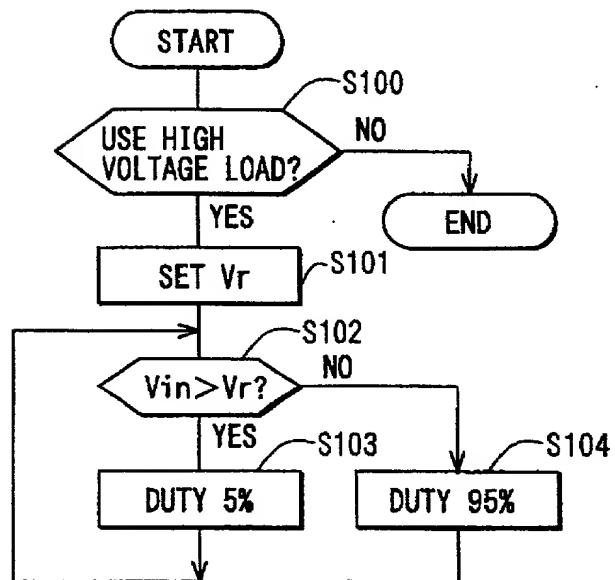 START
S100
USE HIGH
VOLTAGE LOAD?
NO
END
YES
SET Vr
S101
S102
Vin>Vr?
NO
YES
S103
S104
DUTY 5%
DUTY 95%